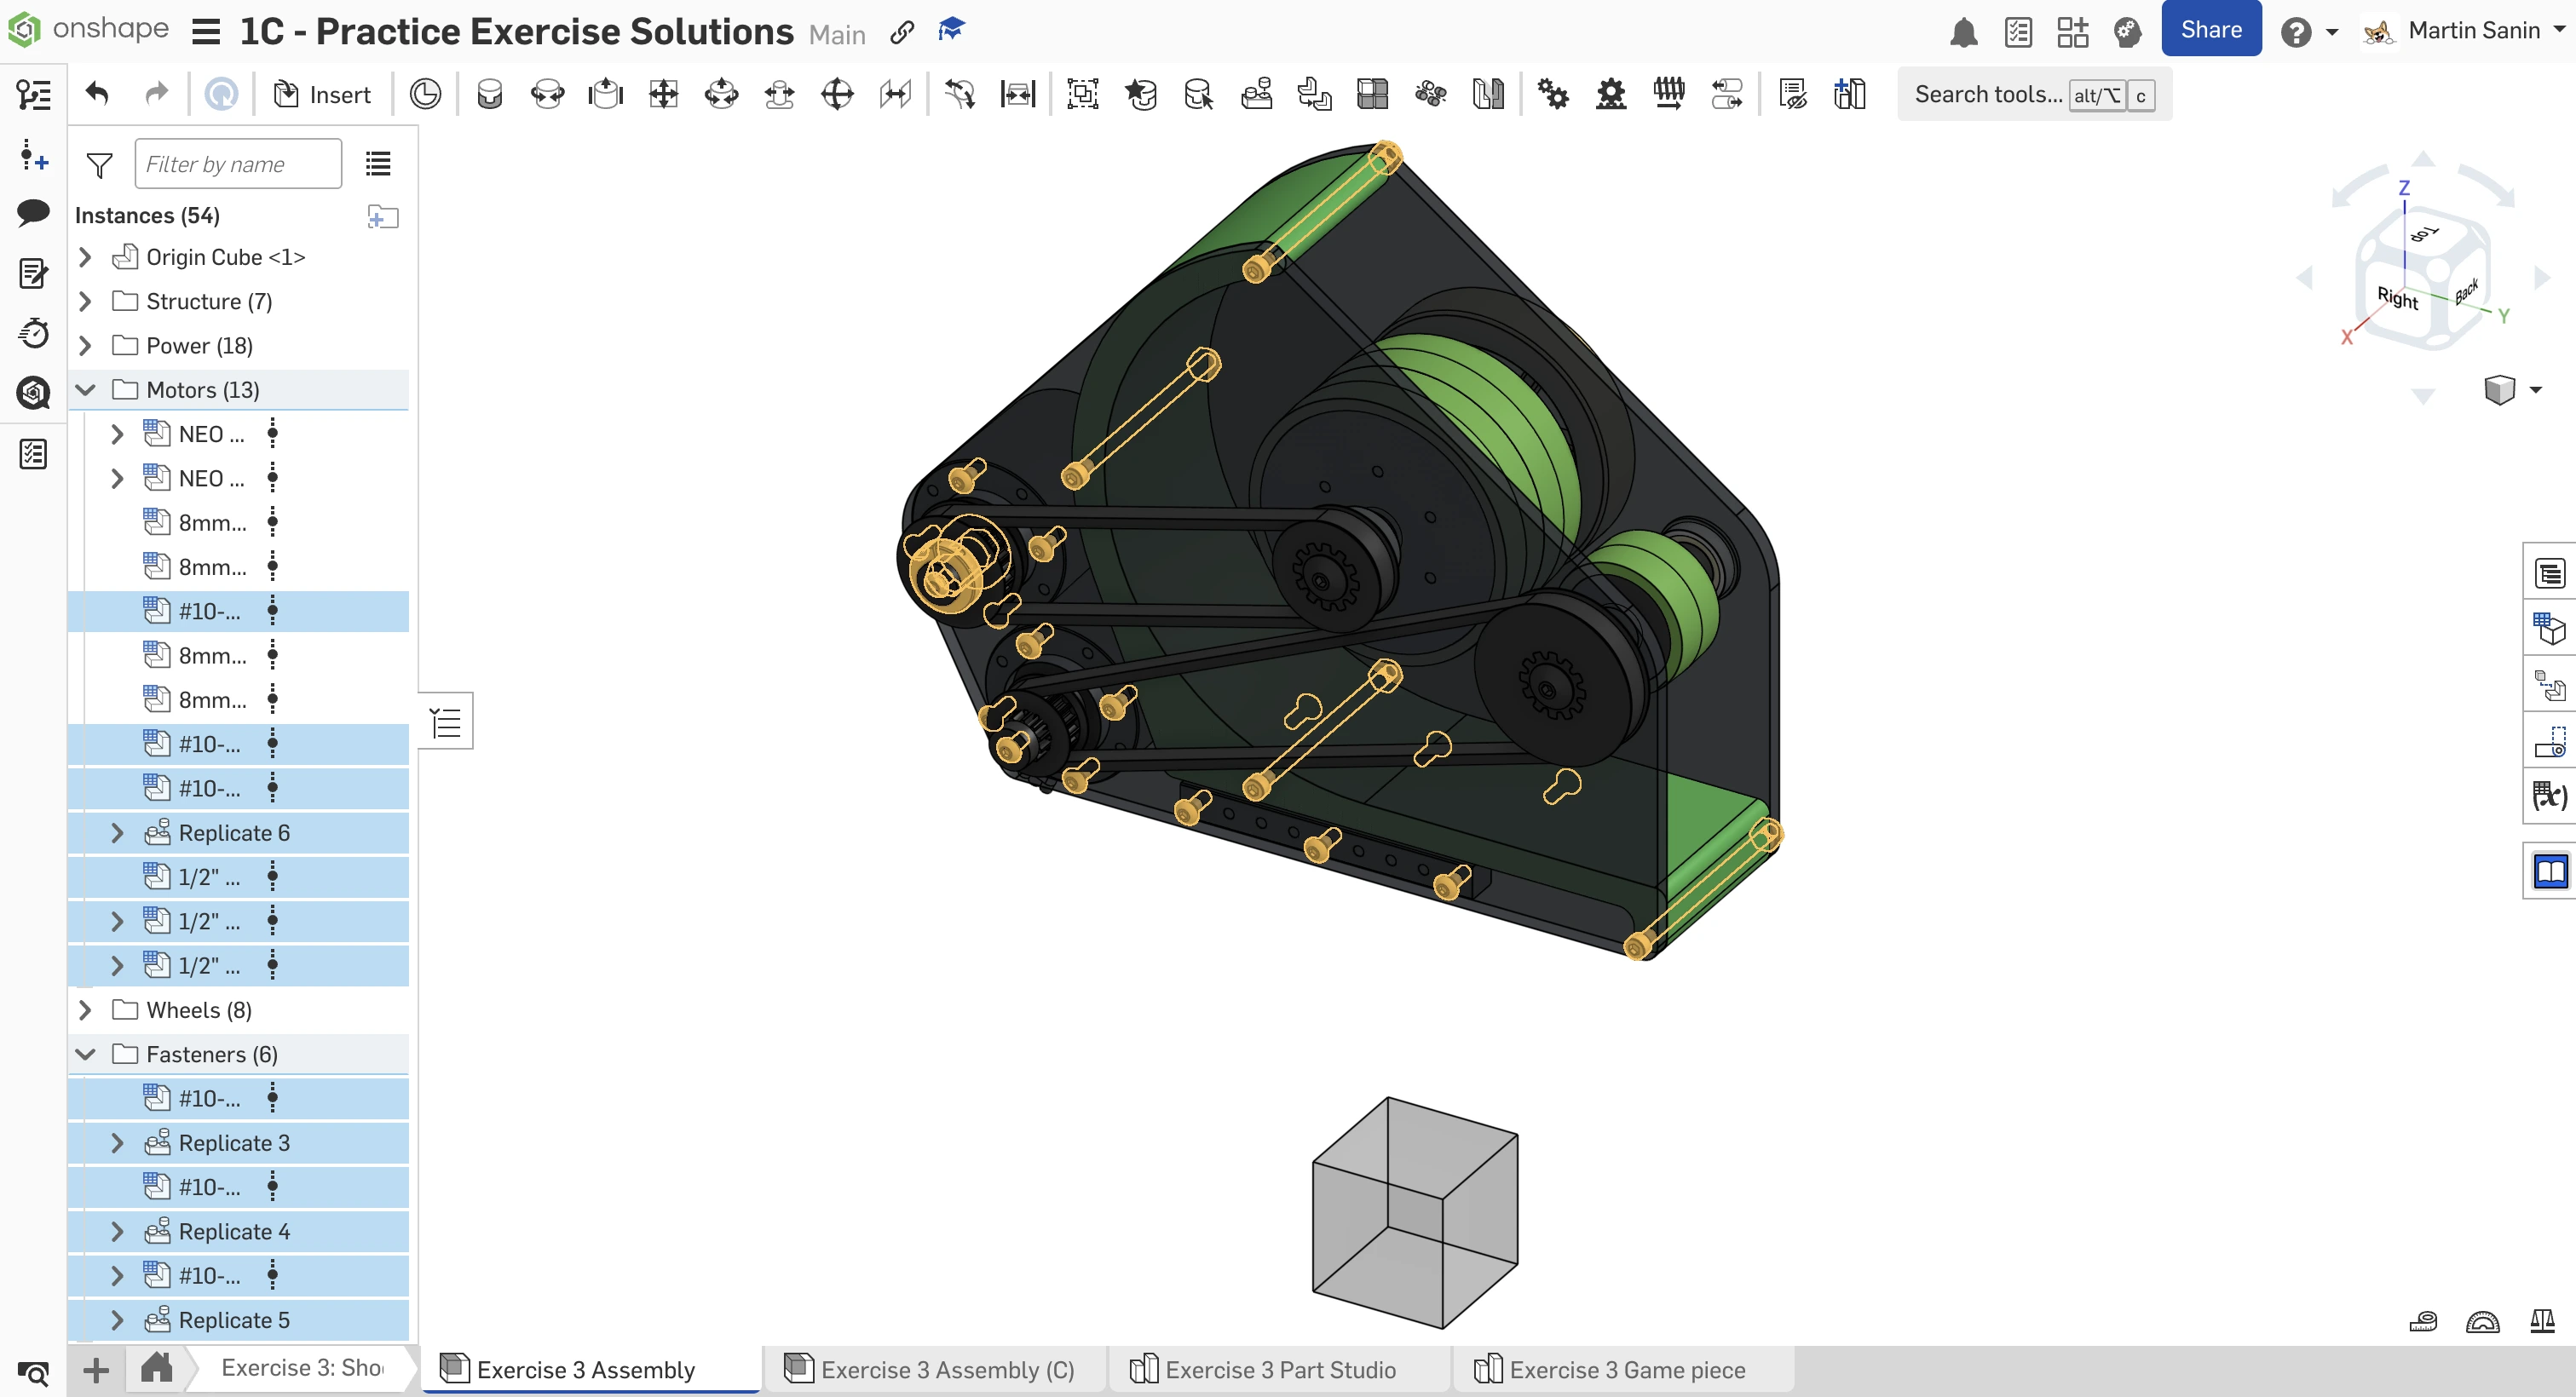 onshape
1C - Practice Exercise Solutions Main
Share
Martin Sanin
Insert
Search tools... alt/⌥ c
Filter by name
Instances (54)
Origin Cube <1>
Structure (7)
Power (18)
Motors (13)
NEO ...
NEO ...
8mm...
8mm...
#10-...
8mm...
8mm...
#10-...
#10-...
Replicate 6
1/2" ...
1/2" ...
1/2" ...
Wheels (8)
Fasteners (6)
#10-...
Replicate 3
#10-...
Replicate 4
#10-...
Replicate 5
Z
Top
Right
Back
X
Y
(x)
Exercise 3: Sho
Exercise 3 Assembly
Exercise 3 Assembly (C)
Exercise 3 Part Studio
Exercise 3 Game piece